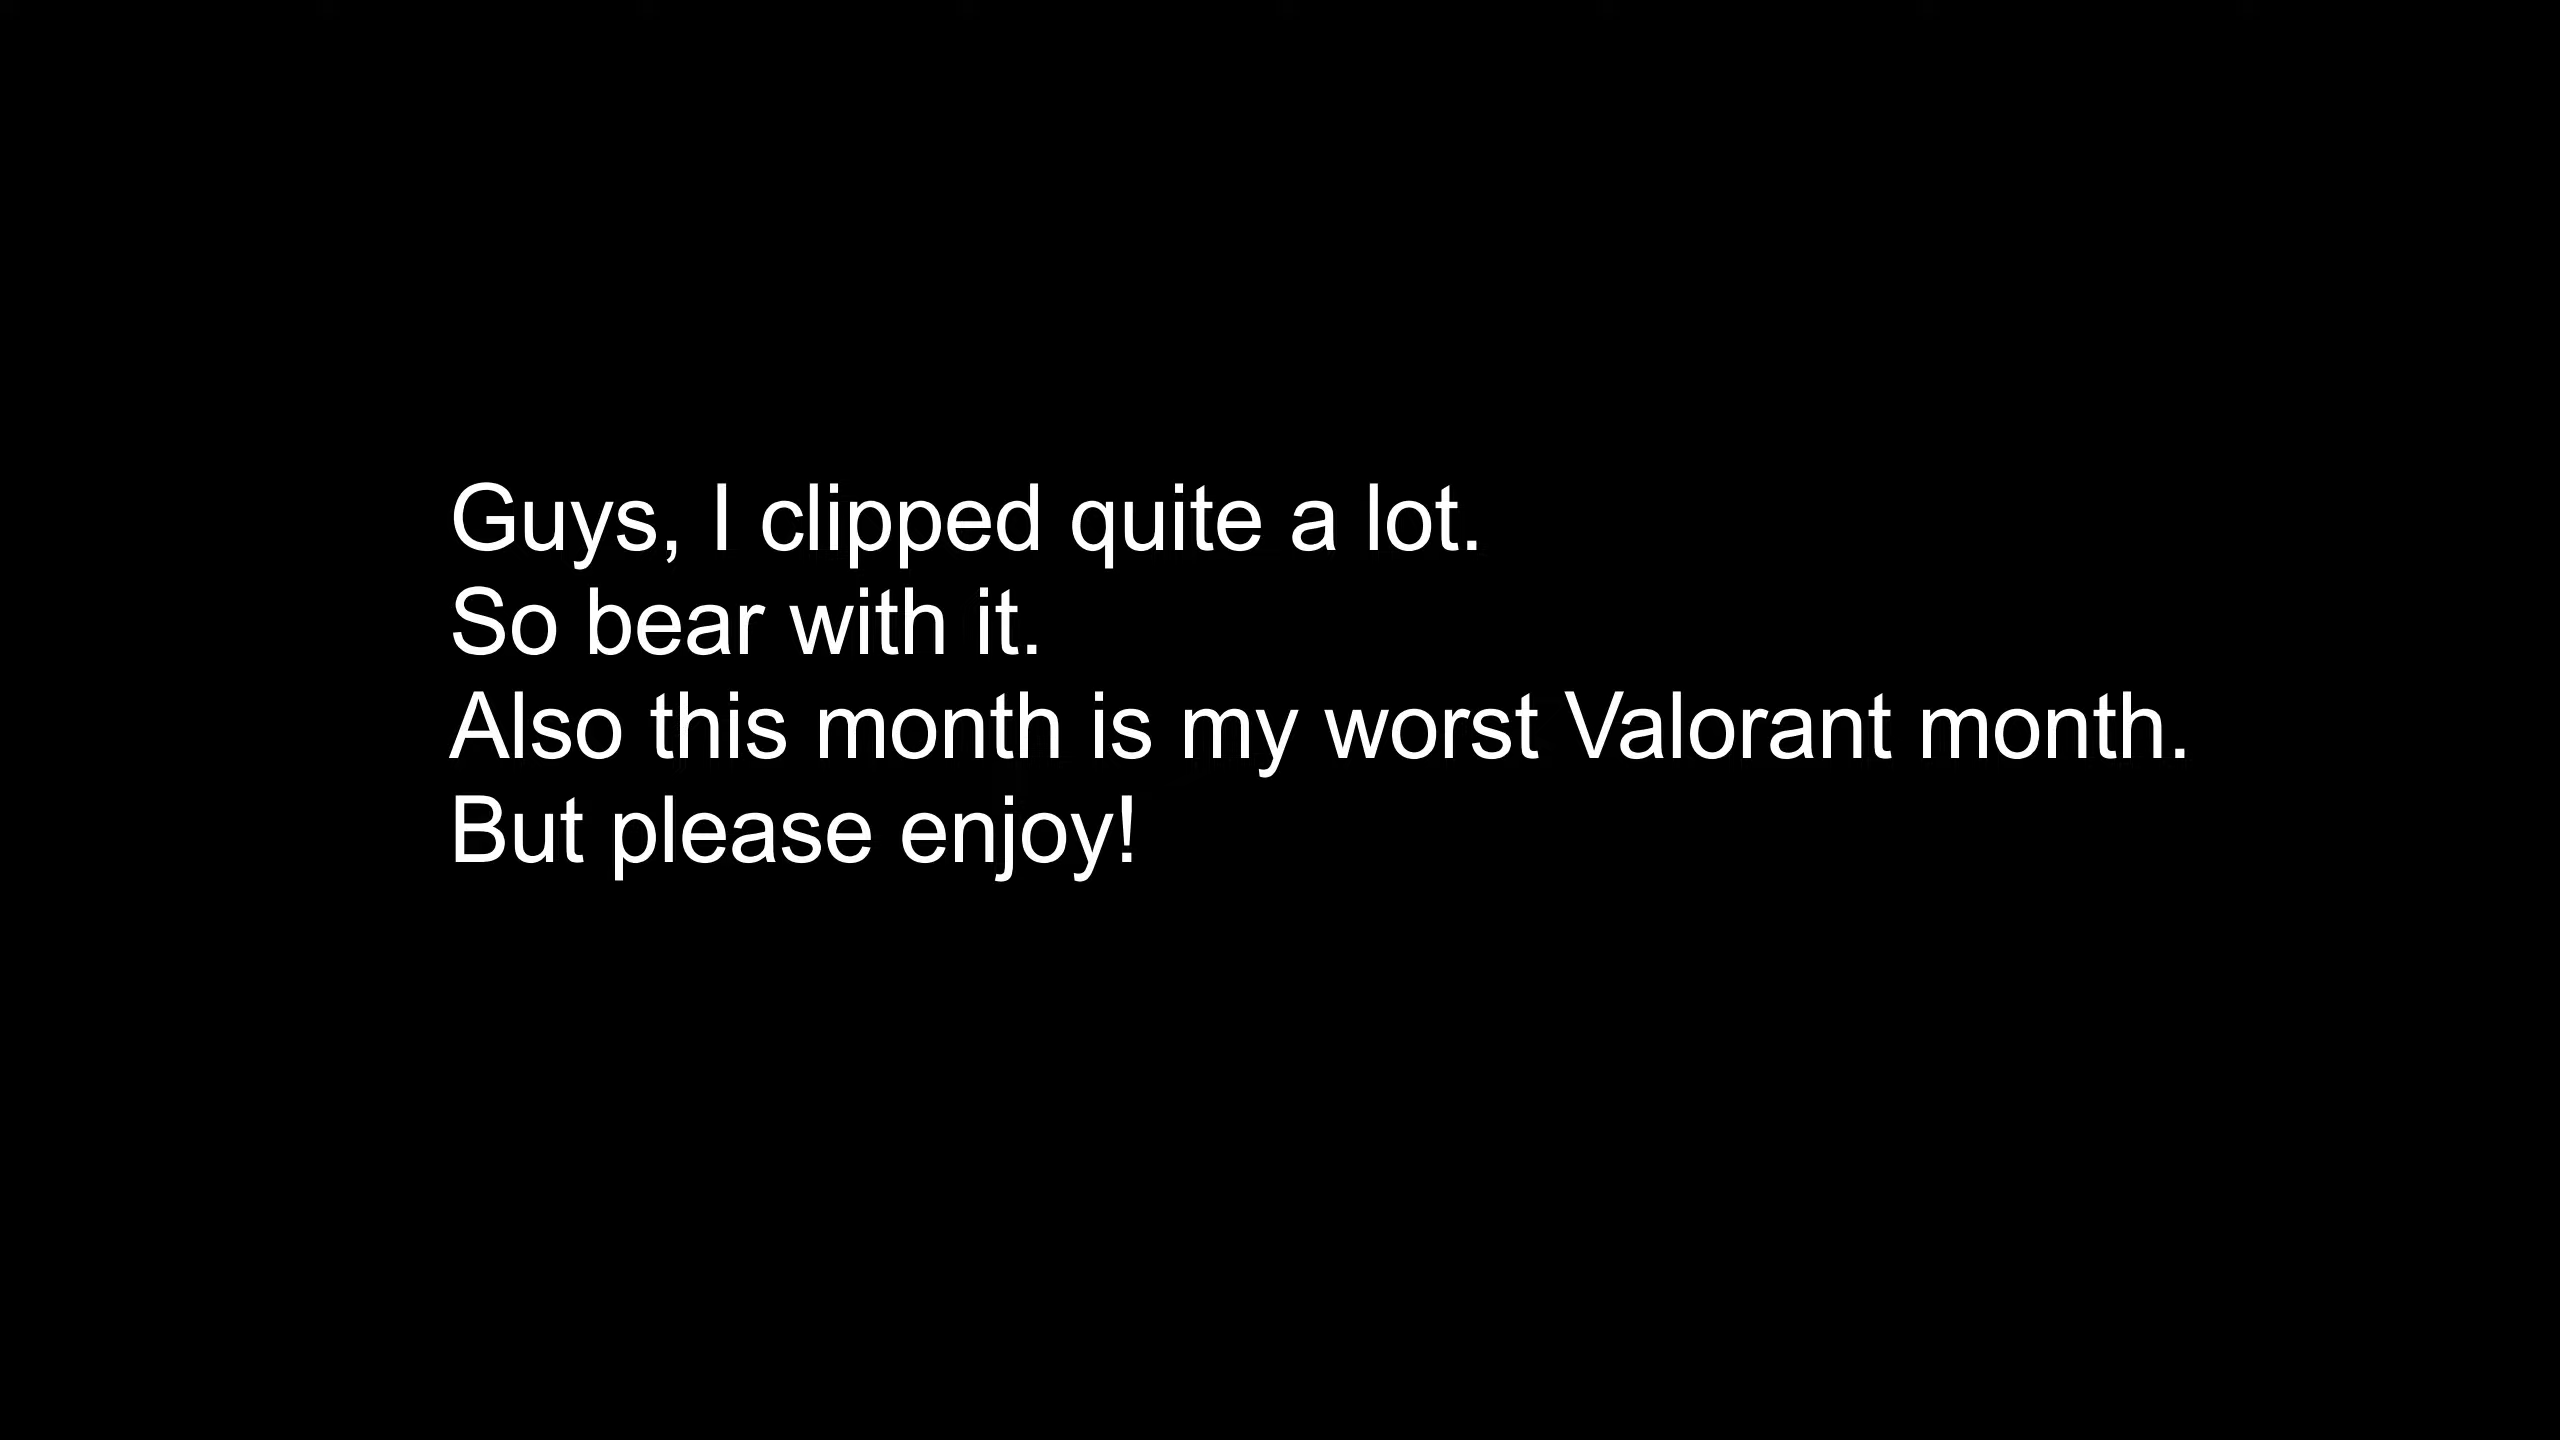 Guys, I clipped quite a lot.
So bear with it.
Also this month is my worst Valorant month.
But please enjoy!